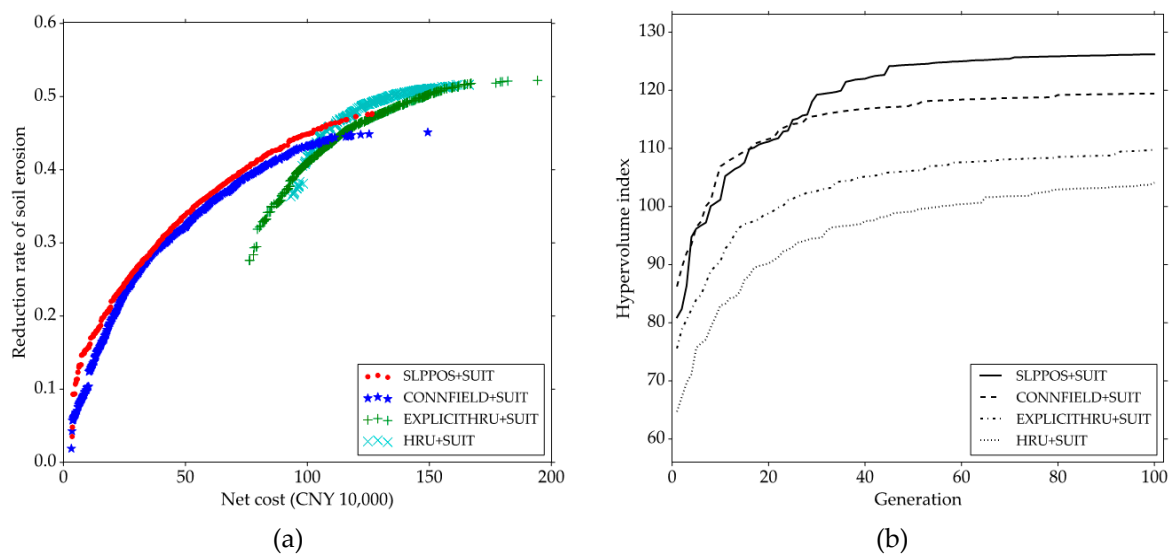 0.6
0.5
0.4
0.3
0.2
0.1
0.0
Reduction rate of soil erosion
0
50
100
150
200
Net cost (CNY 10,000)
SLPPOS+SUIT
CONNFIELD+SUIT
EXPLICITHRU+SUIT
HRU+SUIT
(a)
130
120
110
100
90
80
70
60
Hypervolume index
0
20
40
60
80
100
Generation
SLPPOS+SUIT
CONNFIELD+SUIT
EXPLICITHRU+SUIT
HRU+SUIT
(b)